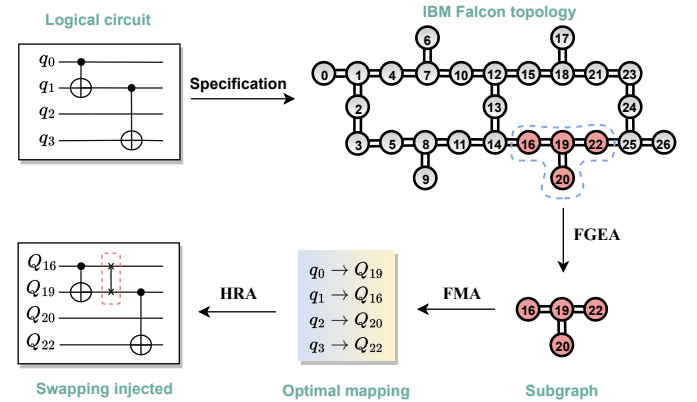 Logical circuit
IBM Falcon topology
q0
q1
q2
q3
Specification
6 17
0 1 4 7 10 12 15 18 21 23
2 13 24
3 5 8 11 14 16 19 22 25 26
9 20
FGEA
Q16
Q19
Q20
Q22
HRA
q0 → Q19
q1 → Q16
q2 → Q20
q3 → Q22
FMA
16 19 22
20
Swapping injected
Optimal mapping
Subgraph